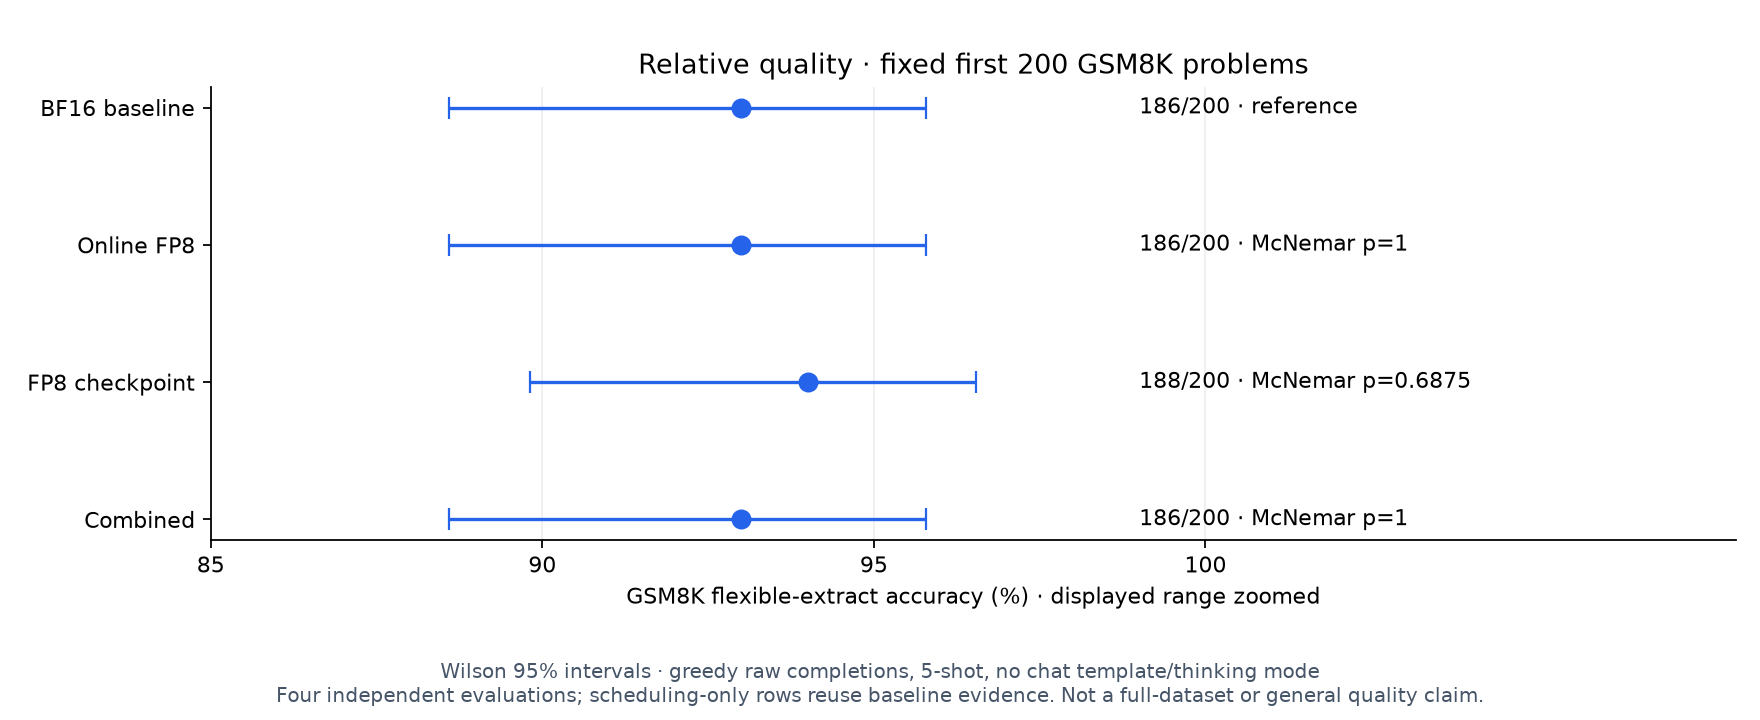 Relative quality · fixed first 200 GSM8K problems
BF16 baseline
186/200 · reference
Online FP8
186/200 · McNemar p=1
FP8 checkpoint
188/200 · McNemar p=0.6875
Combined
186/200 · McNemar p=1
85 90 95 100
GSM8K flexible-extract accuracy (%) · displayed range zoomed
Wilson 95% intervals · greedy raw completions, 5-shot, no chat template/thinking mode
Four independent evaluations; scheduling-only rows reuse baseline evidence. Not a full-dataset or general quality claim.